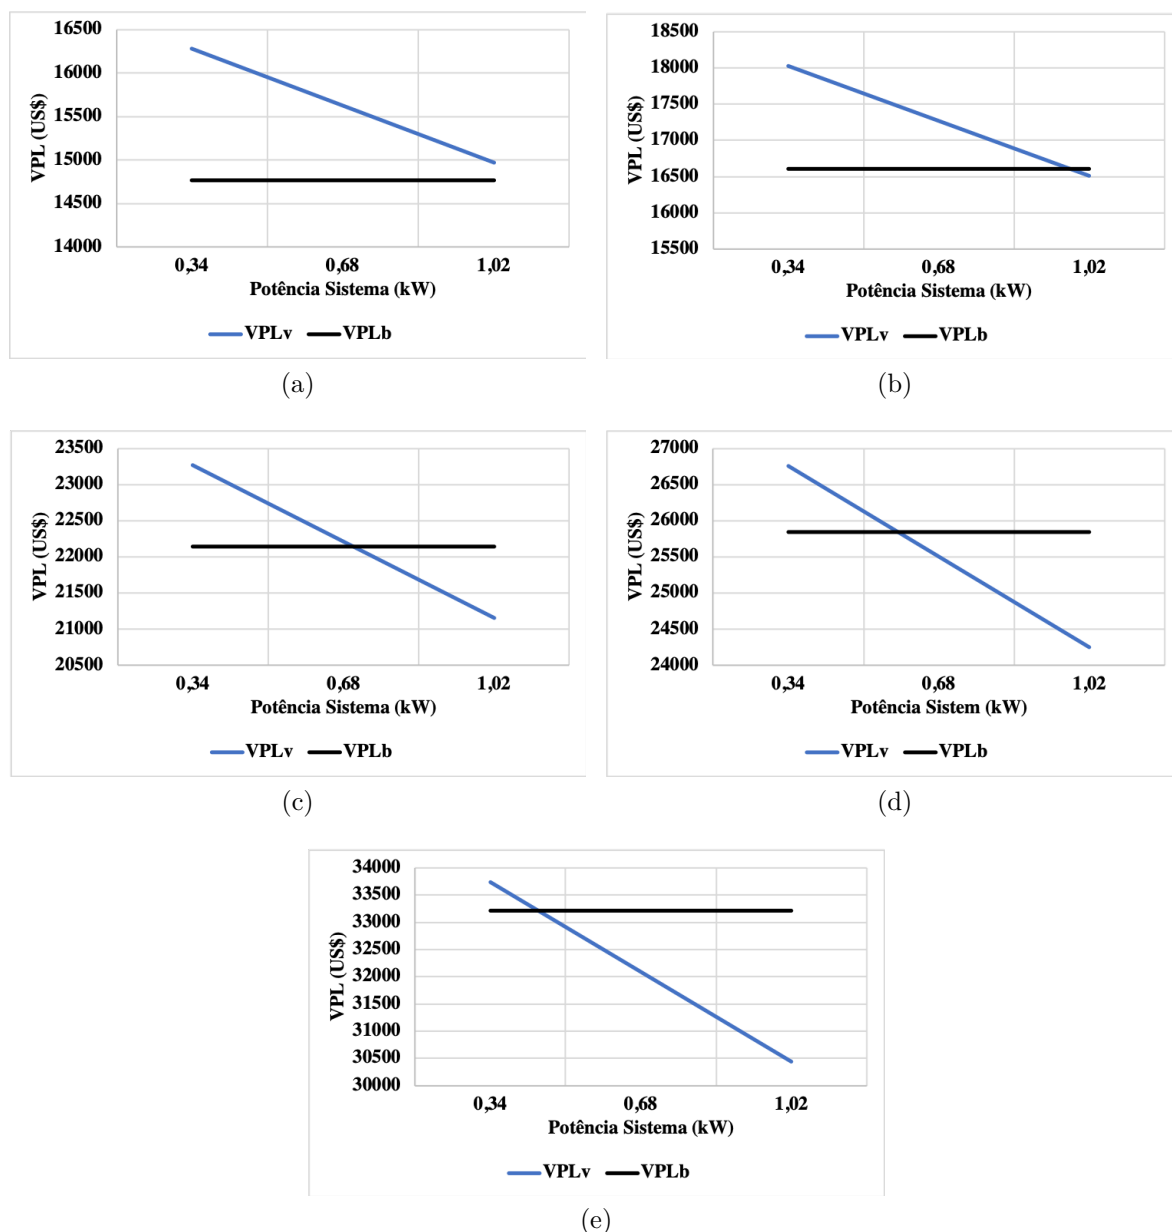 16500
16000
15500
15000
14500
14000
VPL (US$)
0,34 0,68 1,02
Potência Sistema (kW)
VPLv VPLb
(a)
18500
18000
17500
17000
16500
16000
15500
VPL (US$)
0,34 0,68 1,02
Potência Sistema (kW)
VPLv VPLb
(b)
23500
23000
22500
22000
21500
21000
20500
VPL (US$)
0,34 0,68 1,02
Potência Sistema (kW)
VPLv VPLb
(c)
27000
26500
26000
25500
25000
24500
24000
VPL (US$)
0,34 0,68 1,02
Potência Sistem (kW)
VPLv VPLb
(d)
34000
33500
33000
32500
32000
31500
31000
30500
30000
VPL (US$)
0,34 0,68 1,02
Potência Sistema (kW)
VPLv VPLb
(e)